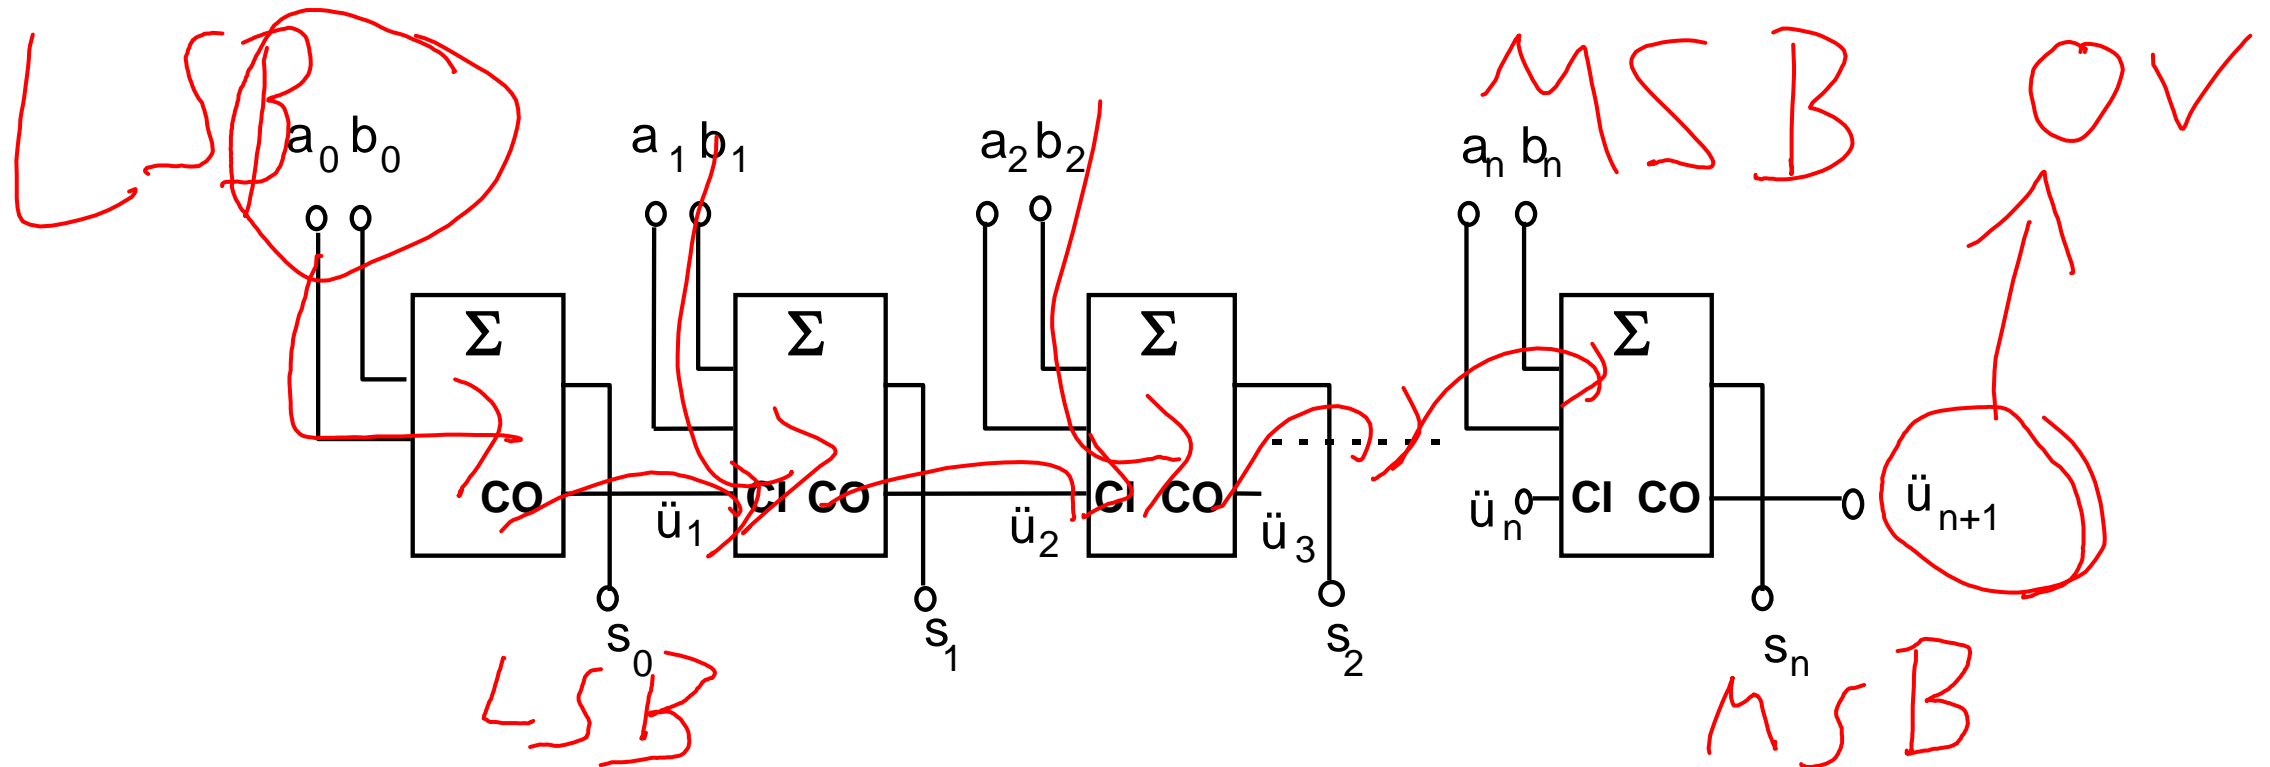 LSB MSB OV
a0 b0 a1 b1 a2 b2 an bn
Σ Σ Σ Σ
CO CI CO CI CO CI CO
ü1 ü2 ü3 ün ün+1
s0 s1 s2 sn
LSB MSB